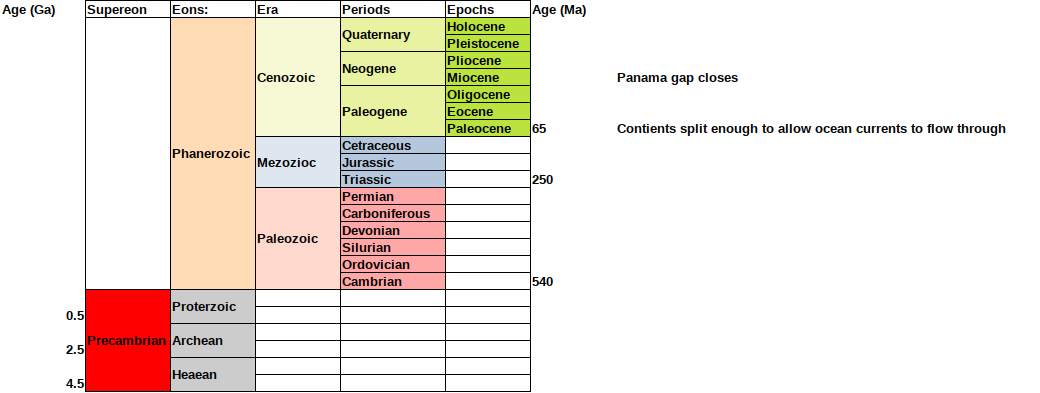 Age (Ga) Supereon Eons: Era Periods Epochs Age (Ma)
Holocene
Quaternary
Pleistocene
Pliocene
Cenozoic Neogene
Miocene Panama gap closes
Oligocene
Paleogene Eocene
Paleocene 65 Contients split enough to allow ocean currents to flow through
Cetraceous
Phanerozoic
Mezozioc Jurassic
Triassic 250
Permian
Carboniferous
Devonian
Paleozoic
Silurian
Ordovician
Cambrian 540
Proterzoic
0.5
Precambrian Archean
2.5
Heaean
4.5